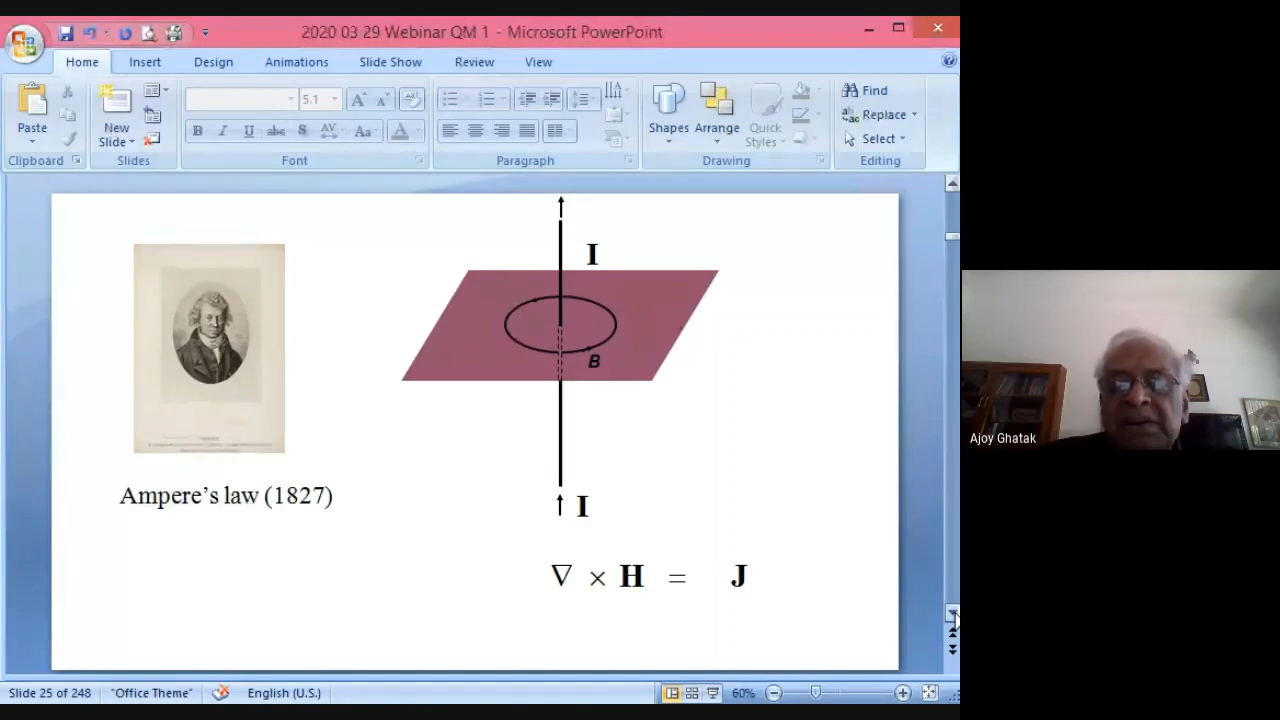 2020 03 29 Webinar QM 1 - Microsoft PowerPoint
Home Insert Design Animations Slide Show Review View
Paste
New Slide
5.1
Shapes
Arrange
Quick Styles
Find
Replace
Select
Clipboard Slides Font Paragraph Drawing Editing
I
B
Ampere's law (1827)
I
∇ × H = J
Ajoy Ghatak
Slide 25 of 248 "Office Theme" English (U.S.) 60%